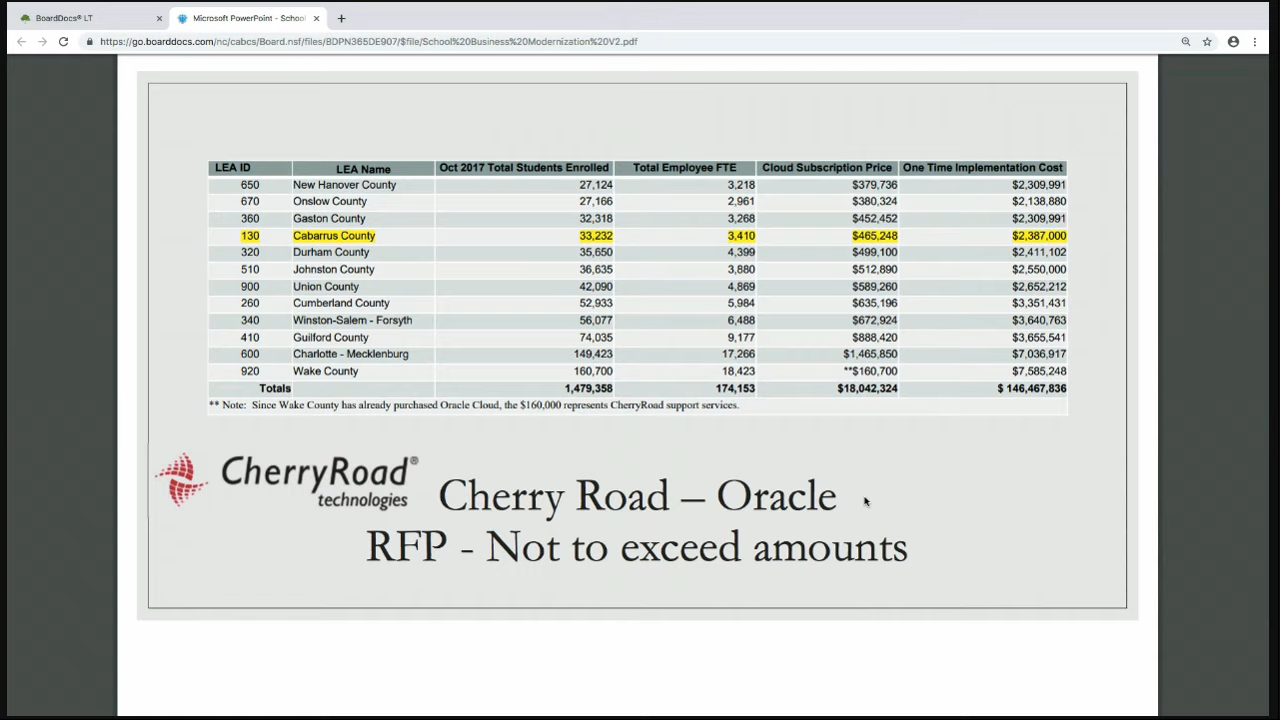 BoardDocs® LT
Microsoft PowerPoint - School
https://go.boarddocs.com/nc/cabcs/Board.nsf/files/BDPN365DE907/$file/School%20Business%20Modernization%20V2.pdf
LEA ID LEA Name Oct 2017 Total Students Enrolled Total Employee FTE Cloud Subscription Price One Time Implementation Cost
650 New Hanover County 27,124 3,218 $379,736 $2,309,991
670 Onslow County 27,166 2,961 $380,324 $2,138,880
360 Gaston County 32,318 3,268 $452,452 $2,309,991
130 Cabarrus County 33,232 3,410 $465,248 $2,387,000
320 Durham County 35,650 4,399 $499,100 $2,411,102
510 Johnston County 36,635 3,880 $512,890 $2,550,000
900 Union County 42,090 4,869 $589,260 $2,652,212
260 Cumberland County 52,933 5,984 $635,196 $3,351,431
340 Winston-Salem - Forsyth 56,077 6,488 $672,924 $3,640,763
410 Guilford County 74,035 9,177 $888,420 $3,655,541
600 Charlotte - Mecklenburg 149,423 17,266 $1,465,850 $7,036,917
920 Wake County 160,700 18,423 **$160,700 $7,585,248
Totals 1,479,358 174,153 $18,042,324 $ 146,467,836
** Note: Since Wake County has already purchased Oracle Cloud, the $160,000 represents CherryRoad support services.
CherryRoad®
technologies
Cherry Road – Oracle
RFP - Not to exceed amounts